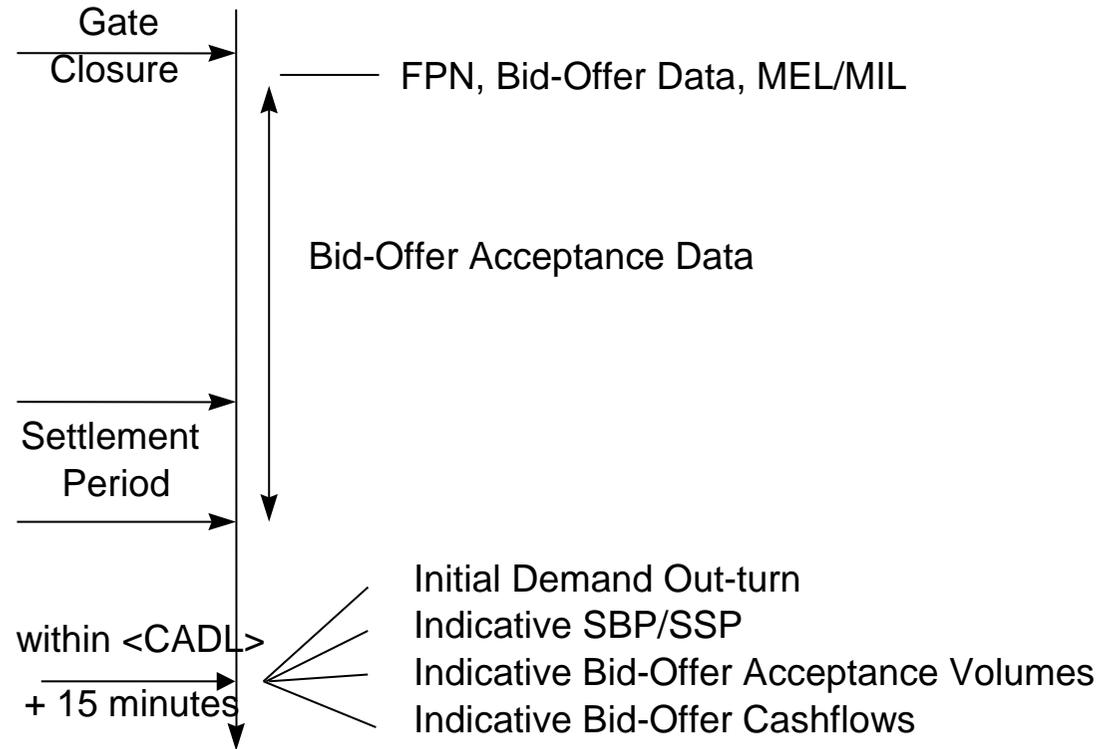 Gate
Closure
FPN, Bid-Offer Data, MEL/MIL
Bid-Offer Acceptance Data
Settlement
Period
Initial Demand Out-turn
Indicative SBP/SSP
within <CADL>
Indicative Bid-Offer Acceptance Volumes
+ 15 minutes
Indicative Bid-Offer Cashflows